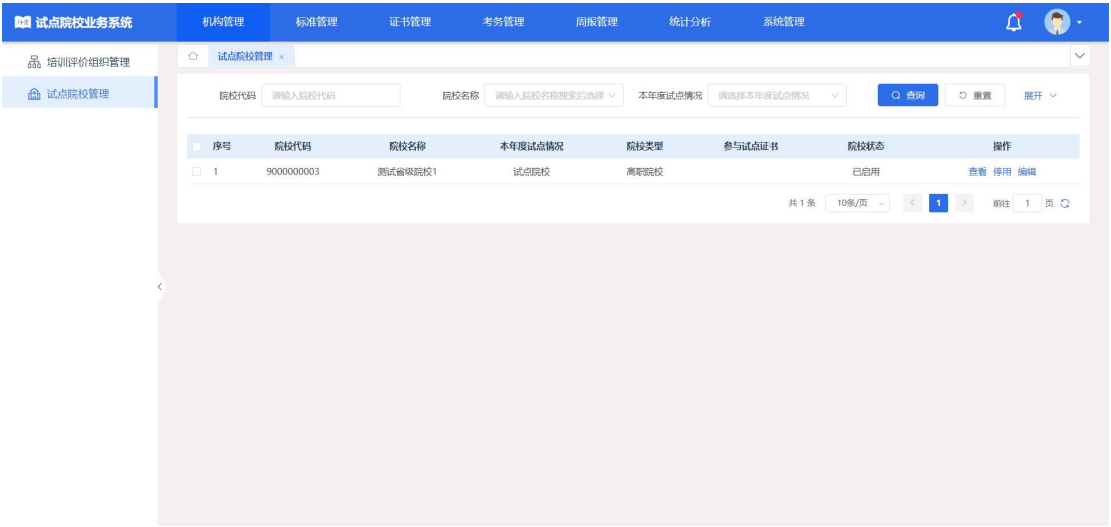 试点院校业务系统 机构管理 标准管理 证书管理 考务管理 周报管理 统计分析 系统管理
培训评价组织管理
试点院校管理
试点院校管理 ×
院校代码 请输入院校代码 院校名称 请输入院校名称搜索后选择 本年度试点情况 请选择本年度试点情况 查询 重置 展开
序号 院校代码 院校名称 本年度试点情况 院校类型 参与试点证书 院校状态 操作
1 9000000003 测试省级院校1 试点院校 高职院校 已启用 查看 停用 编辑
共 1 条 10条/页 < 1 > 前往 1 页